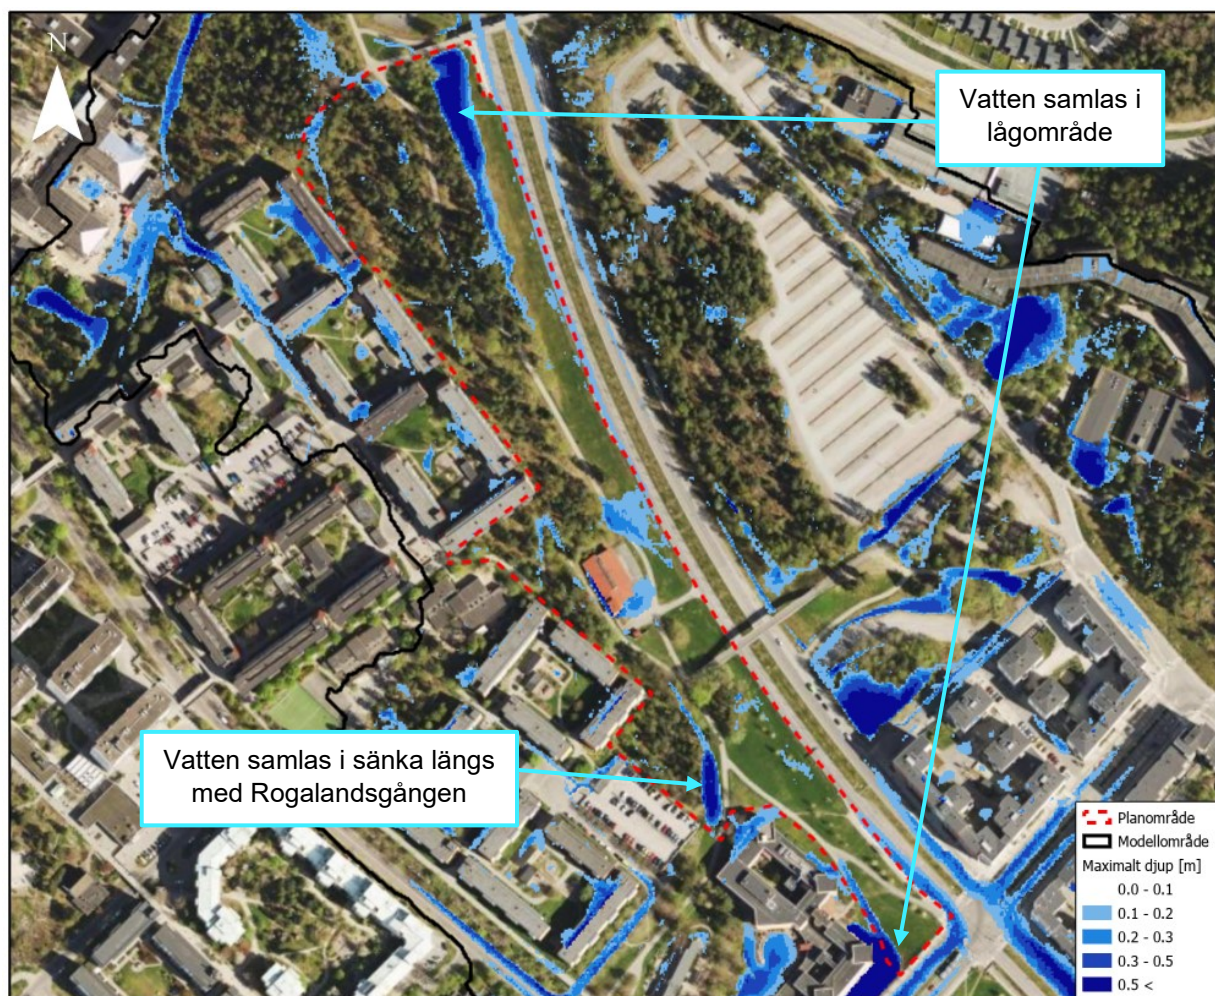 N
Vatten samlas i
lågområde
Vatten samlas i sänka längs
med Rogalandsgången
Planområde
Modellområde
Maximalt djup [m]
0.0 - 0.1
0.1 - 0.2
0.2 - 0.3
0.3 - 0.5
0.5 <